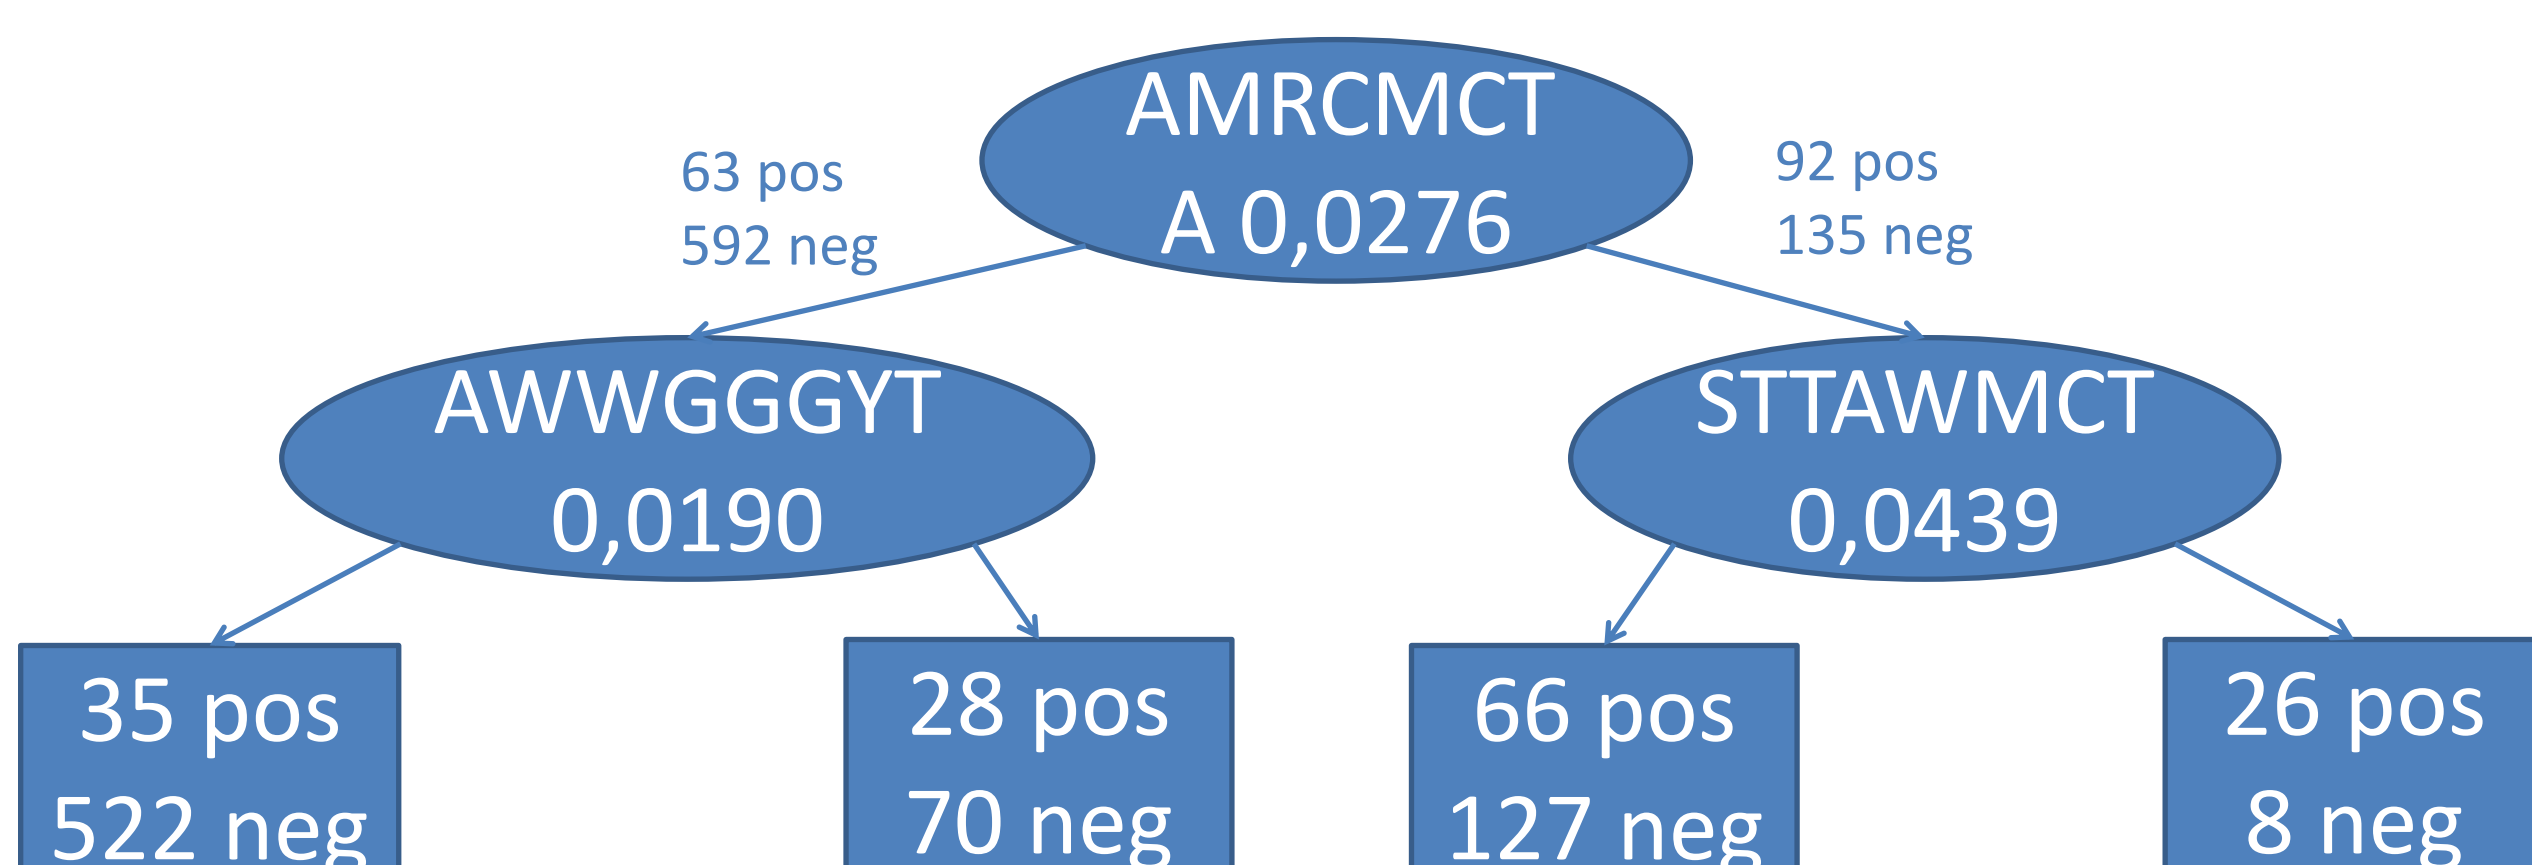 AMRCMCT
A 0,0276
63 pos
592 neg
92 pos
135 neg
AWWGGGYT
0,0190
STTAWMCT
0,0439
35 pos
522 neg
28 pos
70 neg
66 pos
127 neg
26 pos
8 neg